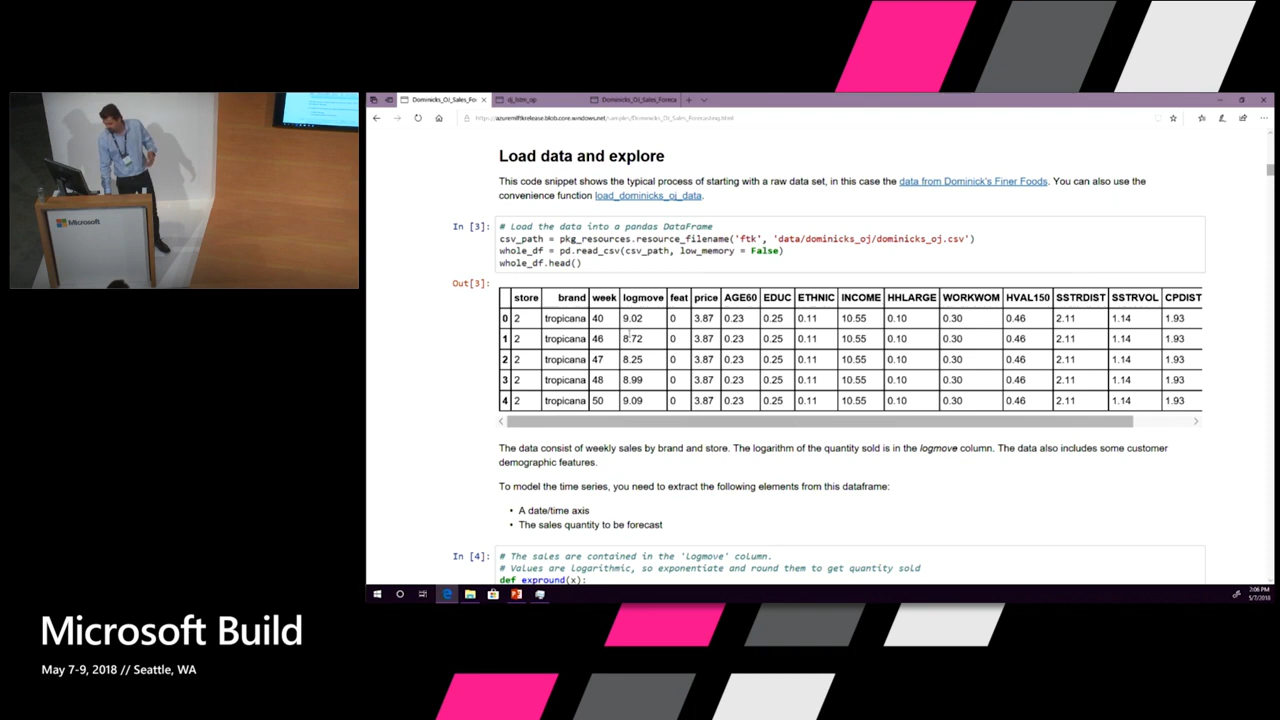 Dominicks_OJ_Sales_For
dj_lstm_op
Dominicks_OJ_Sales_Foreca
Load data and explore
This code snippet shows the typical process of starting with a raw data set, in this case the data from Dominick's Finer Foods. You can also use the
convenience function load_dominicks_oj_data.
In [3]:
# Load the data into a pandas DataFrame
csv_path = pkg_resources.resource_filename('ftk', 'data/dominicks_oj/dominicks_oj.csv')
whole_df = pd.read_csv(csv_path, low_memory = False)
whole_df.head()
Out[3]:
store brand week logmove feat price AGE60 EDUC ETHNIC INCOME HHLARGE WORKWOM HVAL150 SSTRDIST SSTRVOL CPDIST
0 2 tropicana 40 9.02 0 3.87 0.23 0.25 0.11 10.55 0.10 0.30 0.46 2.11 1.14 1.93
1 2 tropicana 46 8.72 0 3.87 0.23 0.25 0.11 10.55 0.10 0.30 0.46 2.11 1.14 1.93
2 2 tropicana 47 8.25 0 3.87 0.23 0.25 0.11 10.55 0.10 0.30 0.46 2.11 1.14 1.93
3 2 tropicana 48 8.99 0 3.87 0.23 0.25 0.11 10.55 0.10 0.30 0.46 2.11 1.14 1.93
4 2 tropicana 50 9.09 0 3.87 0.23 0.25 0.11 10.55 0.10 0.30 0.46 2.11 1.14 1.93
The data consist of weekly sales by brand and store. The logarithm of the quantity sold is in the logmove column. The data also includes some customer
demographic features.
To model the time series, you need to extract the following elements from this dataframe:
• A date/time axis
• The sales quantity to be forecast
In [4]:
# The sales are contained in the 'logmove' column.
# Values are logarithmic, so exponentiate and round them to get quantity sold
def expround(x):
2:06 PM
5/7/2018
Microsoft
Microsoft Build
May 7-9, 2018 // Seattle, WA